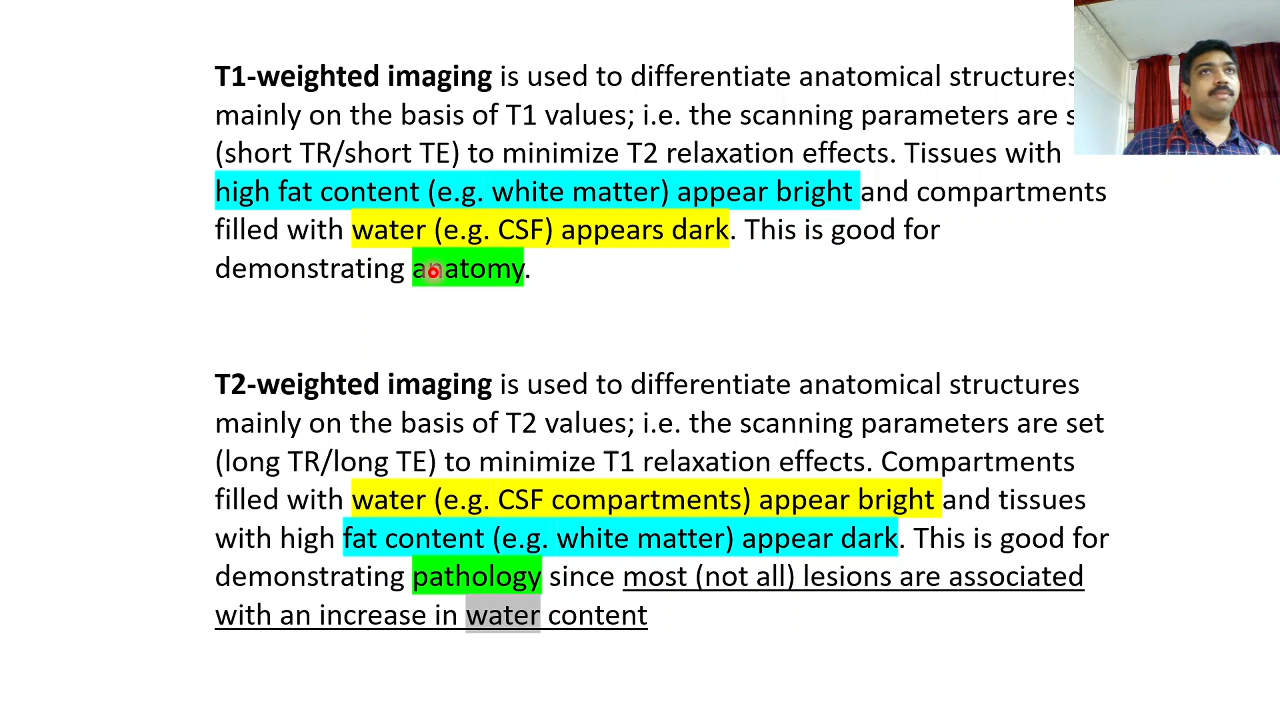 T1-weighted imaging is used to differentiate anatomical structures
mainly on the basis of T1 values; i.e. the scanning parameters are
(short TR/short TE) to minimize T2 relaxation effects. Tissues with
high fat content (e.g. white matter) appear bright and compartments
filled with water (e.g. CSF) appears dark. This is good for
demonstrating anatomy.
T2-weighted imaging is used to differentiate anatomical structures
mainly on the basis of T2 values; i.e. the scanning parameters are set
(long TR/long TE) to minimize T1 relaxation effects. Compartments
filled with water (e.g. CSF compartments) appear bright and tissues
with high fat content (e.g. white matter) appear dark. This is good for
demonstrating pathology since most (not all) lesions are associated
with an increase in water content